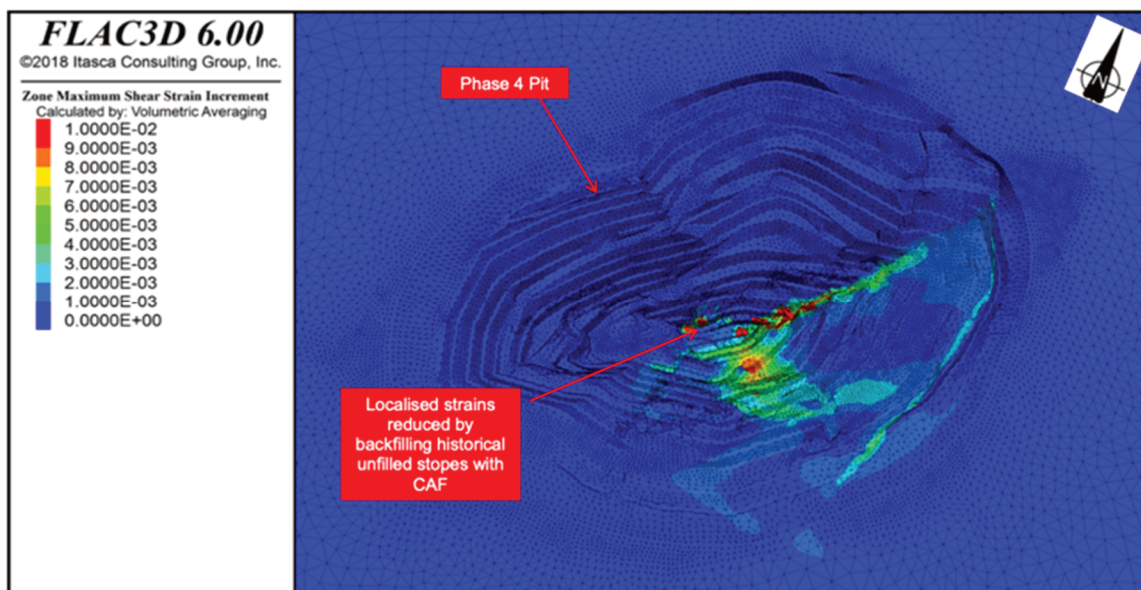 FLAC3D 6.00
©2018 Itasca Consulting Group, Inc.
Zone Maximum Shear Strain Increment
Calculated by: Volumetric Averaging
1.0000E-02
9.0000E-03
8.0000E-03
7.0000E-03
6.0000E-03
5.0000E-03
4.0000E-03
3.0000E-03
2.0000E-03
1.0000E-03
0.0000E+00
Phase 4 Pit
N
Localised strains
reduced by
backfilling historical
unfilled stopes with
CAF